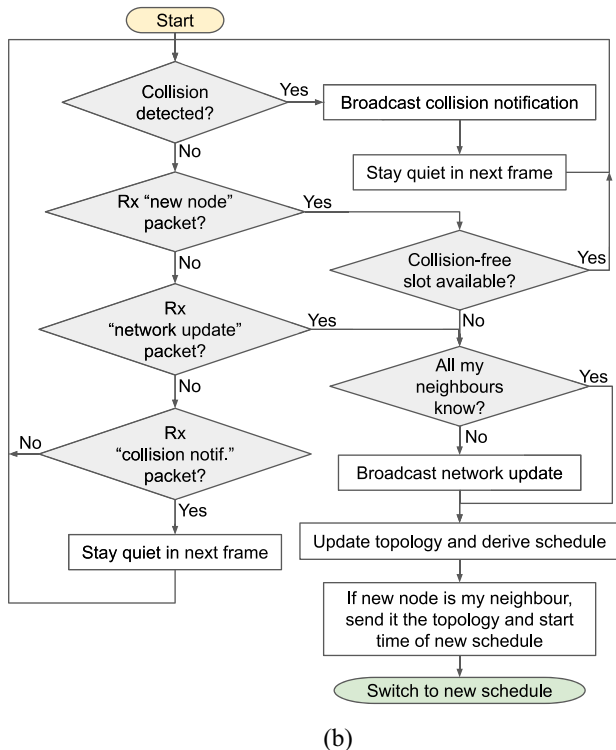 Start
Collision
detected?
Yes
Broadcast collision notification
No
Stay quiet in next frame
Rx “new node”
packet?
Yes
Collision-free
slot available?
Yes
No
No
Rx
“network update”
packet?
Yes
All my
neighbours
know?
Yes
No
No
Rx
“collision notif.”
packet?
No
Broadcast network update
Yes
Stay quiet in next frame
Update topology and derive schedule
If new node is my neighbour,
send it the topology and start
time of new schedule
Switch to new schedule
(b)